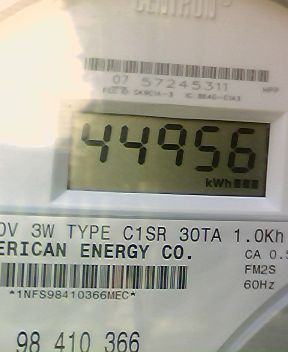 CENTRON
07 57245311
44956
kWh
0V 3W TYPE C1SR 30TA 1.0Kh
ERICAN ENERGY CO.
CA 0.5
FM2S
60Hz
*1NFS98410366MEC*
98 410 366